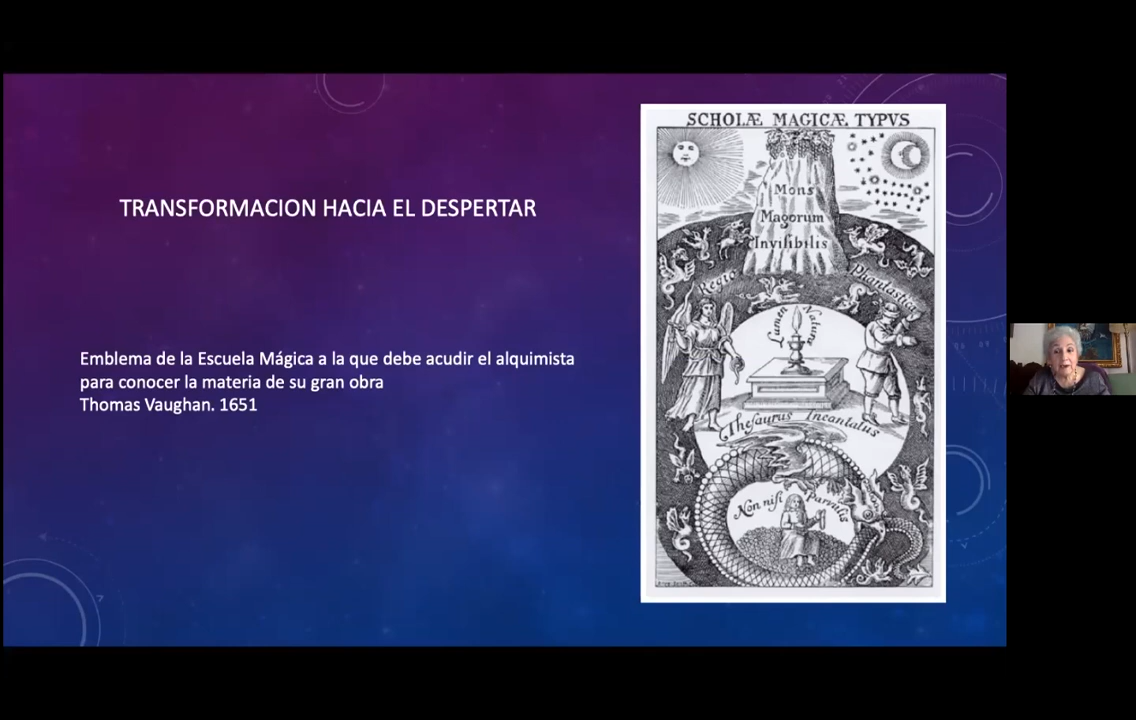 TRANSFORMACION HACIA EL DESPERTAR
Emblema de la Escuela Mágica a la que debe acudir el alquimista
para conocer la materia de su gran obra
Thomas Vaughan. 1651
SCHOLÆ MAGICÆ TYPVS
Mons
Magorum
Invisibilis
Regio Phantastica
Lumen Naturæ
Thesaurus Incantatus
Non nisi Parvulis